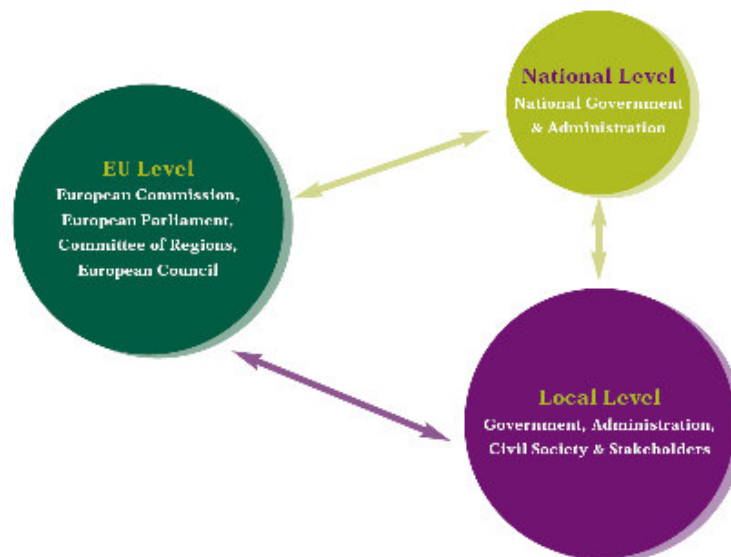 National Level
National Government
& Administration
EU Level
European Commission,
European Parliament,
Committee of Regions,
European Council
Local Level
Government, Administration,
Civil Society & Stakeholders